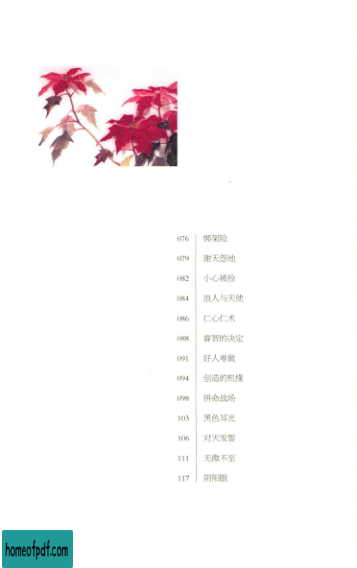 076 绑架险
079 谢天怨地
082 小心被捡
084 浪人与天使
086 仁心仁术
088 睿智的决定
091 好人难做
094 创造的机缘
098 拼命战场
103 黑色耳光
106 对天发誓
111 无微不至
117 阴阳眼
homeofpdf.com